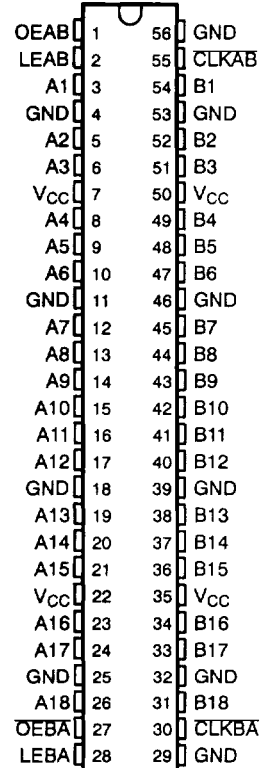 OEAB 1 56 GND
LEAB 2 55 C̅L̅K̅A̅B̅
A1 3 54 B1
GND 4 53 GND
A2 5 52 B2
A3 6 51 B3
VCC 7 50 VCC
A4 8 49 B4
A5 9 48 B5
A6 10 47 B6
GND 11 46 GND
A7 12 45 B7
A8 13 44 B8
A9 14 43 B9
A10 15 42 B10
A11 16 41 B11
A12 17 40 B12
GND 18 39 GND
A13 19 38 B13
A14 20 37 B14
A15 21 36 B15
VCC 22 35 VCC
A16 23 34 B16
A17 24 33 B17
GND 25 32 GND
A18 26 31 B18
O̅E̅B̅A̅ 27 30 C̅L̅K̅B̅A̅
LEBA 28 29 GND